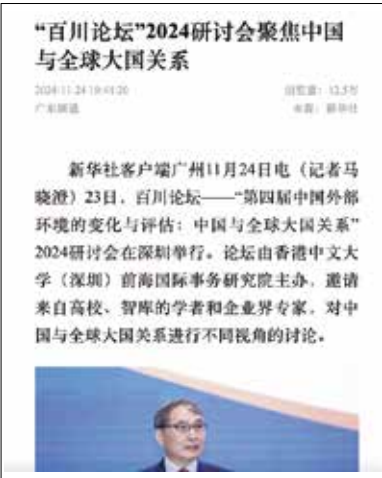 “百川论坛”2024研讨会聚焦中国
与全球大国关系
2024-11-24 19:41:20
浏览量：12.5万
广东频道
来源：新华社
新华社客户端广州11月24日电（记者马
晓澄）23日，百川论坛——“第四届中国外部
环境的变化与评估：中国与全球大国关系”
2024研讨会在深圳举行。论坛由香港中文大
学（深圳）前海国际事务研究院主办，邀请
来自高校、智库的学者和企业界专家，对中
国与全球大国关系进行不同视角的讨论。